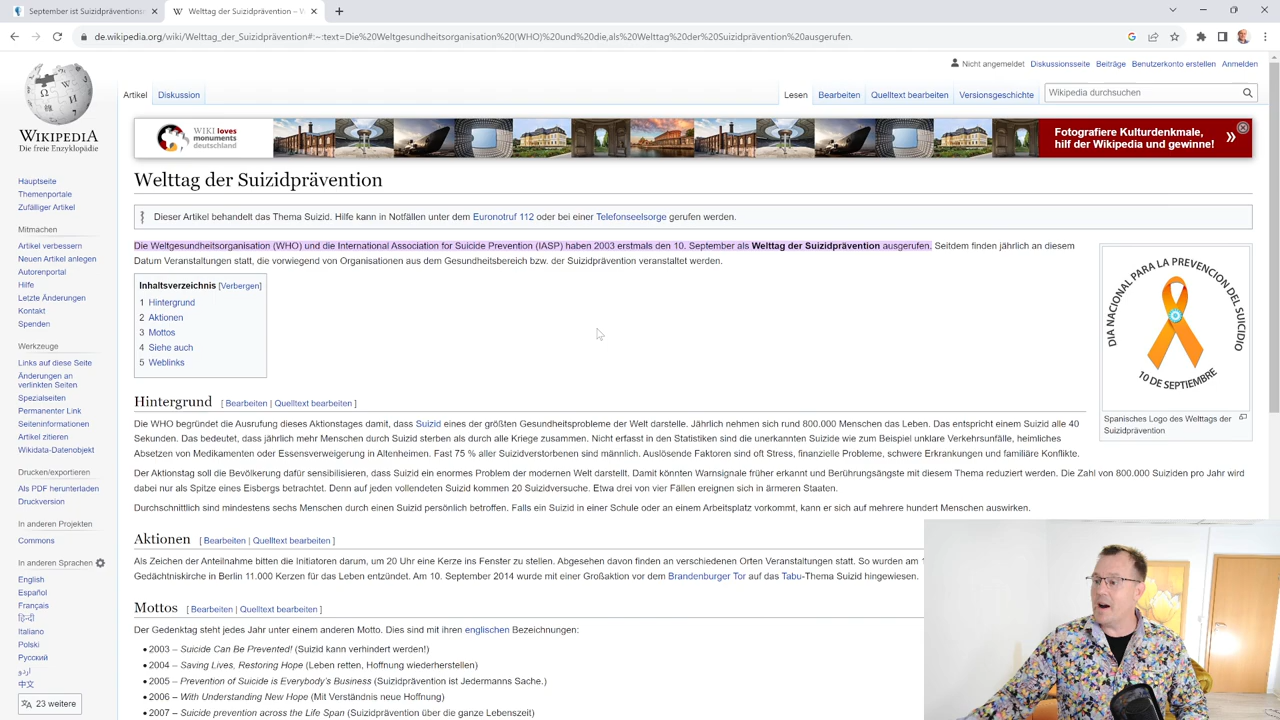 September ist Suizidprävention
Welttag der Suizidprävention – W
de.wikipedia.org/wiki/Welttag_der_Suizidprävention#:~:text=Die%20Weltgesundheitsorganisation%20(WHO)%20und%20die,als%20Welttag%20der%20Suizidprävention%20ausgerufen.
Nicht angemeldet Diskussionsseite Beiträge Benutzerkonto erstellen Anmelden
Artikel Diskussion Lesen Bearbeiten Quelltext bearbeiten Versionsgeschichte Wikipedia durchsuchen
WIKIPEDIA
Die freie Enzyklopädie
WIKI loves
monuments
deutschland
Fotografiere Kulturdenkmale,
hilf der Wikipedia und gewinne!
Hauptseite
Themenportale
Zufälliger Artikel
Mitmachen
Artikel verbessern
Neuen Artikel anlegen
Autorenportal
Hilfe
Letzte Änderungen
Kontakt
Spenden
Werkzeuge
Links auf diese Seite
Änderungen an
verlinkten Seiten
Spezialseiten
Permanenter Link
Seiteninformationen
Artikel zitieren
Wikidata-Datenobjekt
Drucken/exportieren
Als PDF herunterladen
Druckversion
In anderen Projekten
Commons
In anderen Sprachen
English
Español
Français
हिन्दी
Italiano
Polski
Русский
اردو
中文
23 weitere
Welttag der Suizidprävention
Dieser Artikel behandelt das Thema Suizid. Hilfe kann in Notfällen unter dem Euronotruf 112 oder bei einer Telefonseelsorge gerufen werden.
Die Weltgesundheitsorganisation (WHO) und die International Association for Suicide Prevention (IASP) haben 2003 erstmals den 10. September als Welttag der Suizidprävention ausgerufen. Seitdem finden jährlich an diesem
Datum Veranstaltungen statt, die vorwiegend von Organisationen aus dem Gesundheitsbereich bzw. der Suizidprävention veranstaltet werden.
Inhaltsverzeichnis [Verbergen]
1 Hintergrund
2 Aktionen
3 Mottos
4 Siehe auch
5 Weblinks
DIA NACIONAL PARA LA PREVENCION DEL SUICIDIO
10 DE SEPTIEMBRE
Spanisches Logo des Welttags der
Suizidprävention
Hintergrund [ Bearbeiten | Quelltext bearbeiten ]
Die WHO begründet die Ausrufung dieses Aktionstages damit, dass Suizid eines der größten Gesundheitsprobleme der Welt darstelle. Jährlich nehmen sich rund 800.000 Menschen das Leben. Das entspricht einem Suizid alle 40
Sekunden. Das bedeutet, dass jährlich mehr Menschen durch Suizid sterben als durch alle Kriege zusammen. Nicht erfasst in den Statistiken sind die unerkannten Suizide wie zum Beispiel unklare Verkehrsunfälle, heimliches
Absetzen von Medikamenten oder Essensverweigerung in Altenheimen. Fast 75 % aller Suizidverstorbenen sind männlich. Auslösende Faktoren sind oft Stress, finanzielle Probleme, schwere Erkrankungen und familiäre Konflikte.
Der Aktionstag soll die Bevölkerung dafür sensibilisieren, dass Suizid ein enormes Problem der modernen Welt darstellt. Damit könnten Warnsignale früher erkannt und Berührungsängste mit diesem Thema reduziert werden. Die Zahl von 800.000 Suiziden pro Jahr wird
dabei nur als Spitze eines Eisbergs betrachtet. Denn auf jeden vollendeten Suizid kommen 20 Suizidversuche. Etwa drei von vier Fällen ereignen sich in ärmeren Staaten.
Durchschnittlich sind mindestens sechs Menschen durch einen Suizid persönlich betroffen. Falls ein Suizid in einer Schule oder an einem Arbeitsplatz vorkommt, kann er sich auf mehrere hundert Menschen auswirken.
Aktionen [ Bearbeiten | Quelltext bearbeiten ]
Als Zeichen der Anteilnahme bitten die Initiatoren darum, um 20 Uhr eine Kerze ins Fenster zu stellen. Abgesehen davon finden an verschiedenen Orten Veranstaltungen statt. So wurden am 1
Gedächtniskirche in Berlin 11.000 Kerzen für das Leben entzündet. Am 10. September 2014 wurde mit einer Großaktion vor dem Brandenburger Tor auf das Tabu-Thema Suizid hingewiesen.
Mottos [ Bearbeiten | Quelltext bearbeiten ]
Der Gedenktag steht jedes Jahr unter einem anderen Motto. Dies sind mit ihren englischen Bezeichnungen:
• 2003 – Suicide Can Be Prevented! (Suizid kann verhindert werden!)
• 2004 – Saving Lives, Restoring Hope (Leben retten, Hoffnung wiederherstellen)
• 2005 – Prevention of Suicide is Everybody's Business (Suizidprävention ist Jedermanns Sache.)
• 2006 – With Understanding New Hope (Mit Verständnis neue Hoffnung)
• 2007 – Suicide prevention across the Life Span (Suizidprävention über die ganze Lebenszeit)